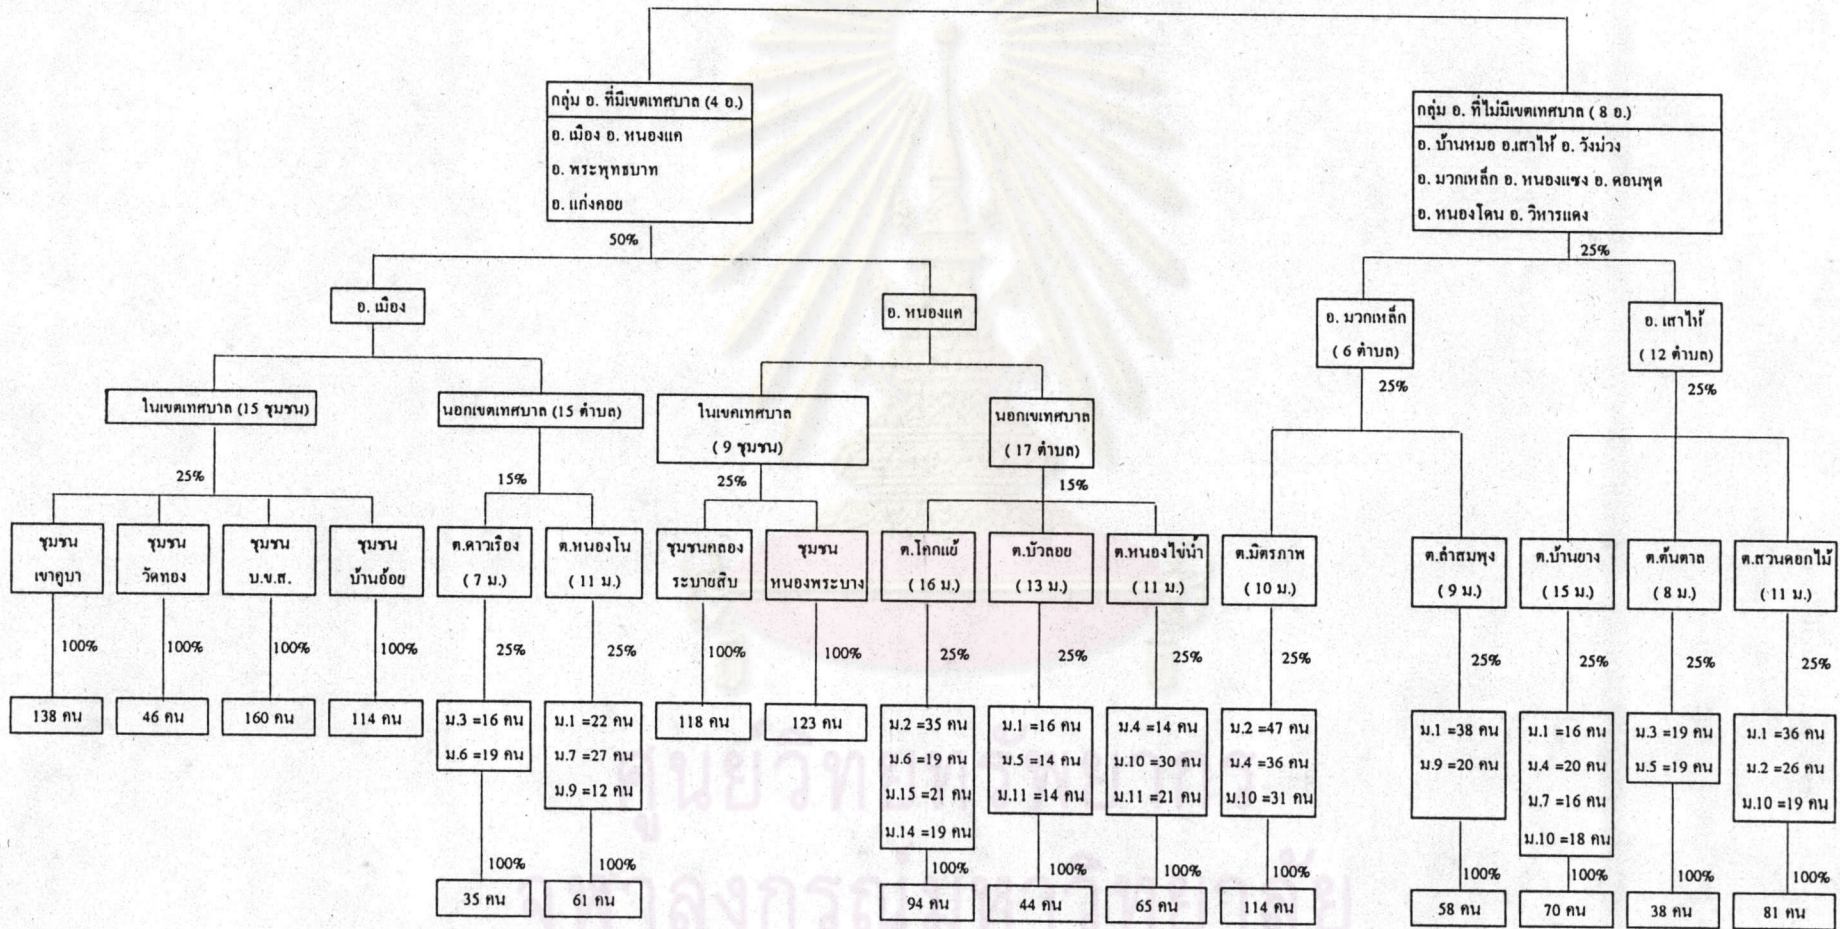 กลุ่ม อ. ที่มีเขตเทศบาล (4 อ.)
อ. เมือง อ. หนองแค
อ. พระพุทธบาท
อ. แก่งคอย
กลุ่ม อ. ที่ไม่มีเขตเทศบาล ( 8 อ.)
อ. บ้านหมอ อ.เสาไห้ อ. วังม่วง
อ. มวกเหล็ก อ. หนองแซง อ. ดอนพุด
อ. หนองโดน อ. วิหารแดง
50%
25%
อ. เมือง
อ. หนองแค
อ. มวกเหล็ก
( 6 ตำบล)
อ. เสาไห้
( 12 ตำบล)
25%
25%
ในเขตเทศบาล (15 ชุมชน)
นอกเขตเทศบาล (15 ตำบล)
ในเขตเทศบาล
( 9 ชุมชน)
นอกเขเทศบาล
( 17 ตำบล)
25%
15%
25%
15%
ชุมชน
เขาคูบา
ชุมชน
วัดทอง
ชุมชน
บ.ข.ส.
ชุมชน
บ้านอ้อย
ต.ดาวเรือง
( 7 ม.)
ต.หนองโน
( 11 ม.)
ชุมชนคลอง
ระบายสิบ
ชุมชน
หนองพระบาง
ต.โคกแย้
( 16 ม.)
ต.บัวลอย
( 13 ม.)
ต.หนองไข่น้ำ
( 11 ม.)
ต.มิตรภาพ
( 10 ม.)
ต.ลำสมพุง
( 9 ม.)
ต.บ้านยาง
( 15 ม.)
ต.ต้นตาล
( 8 ม.)
ต.สวนดอกไม้
( 11 ม.)
100%
100%
100%
100%
25%
25%
100%
100%
25%
25%
25%
25%
25%
25%
25%
25%
138 คน
46 คน
160 คน
114 คน
ม.3 =16 คน
ม.6 =19 คน
ม.1 =22 คน
ม.7 =27 คน
ม.9 =12 คน
118 คน
123 คน
ม.2 =35 คน
ม.6 =19 คน
ม.15 =21 คน
ม.14 =19 คน
ม.1 =16 คน
ม.5 =14 คน
ม.11 =14 คน
ม.4 =14 คน
ม.10 =30 คน
ม.11 =21 คน
ม.2 =47 คน
ม.4 =36 คน
ม.10 =31 คน
ม.1 =38 คน
ม.9 =20 คน
ม.1 =16 คน
ม.4 =20 คน
ม.7 =16 คน
ม.10 =18 คน
ม.3 =19 คน
ม.5 =19 คน
ม.1 =36 คน
ม.2 =26 คน
ม.10 =19 คน
100%
100%
100%
100%
100%
100%
100%
100%
100%
100%
35 คน
61 คน
94 คน
44 คน
65 คน
114 คน
58 คน
70 คน
38 คน
81 คน
ศูนย์วิทยทรัพยากร
จุฬาลงกรณ์มหาวิทยาลัย